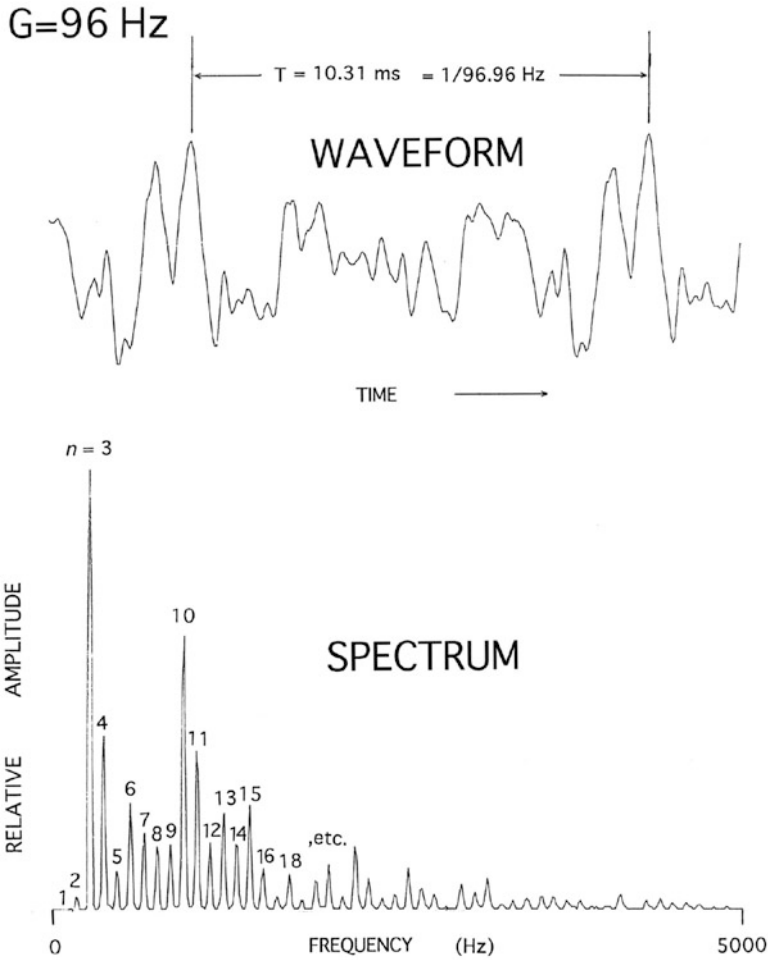 G=96 Hz
T = 10.31 ms = 1/96.96 Hz
WAVEFORM
TIME
n = 3
RELATIVE AMPLITUDE
SPECTRUM
10
4
11
6
13 15
7
8 9 12 14 ,etc.
5 16 18
1 2
0 FREQUENCY (Hz) 5000